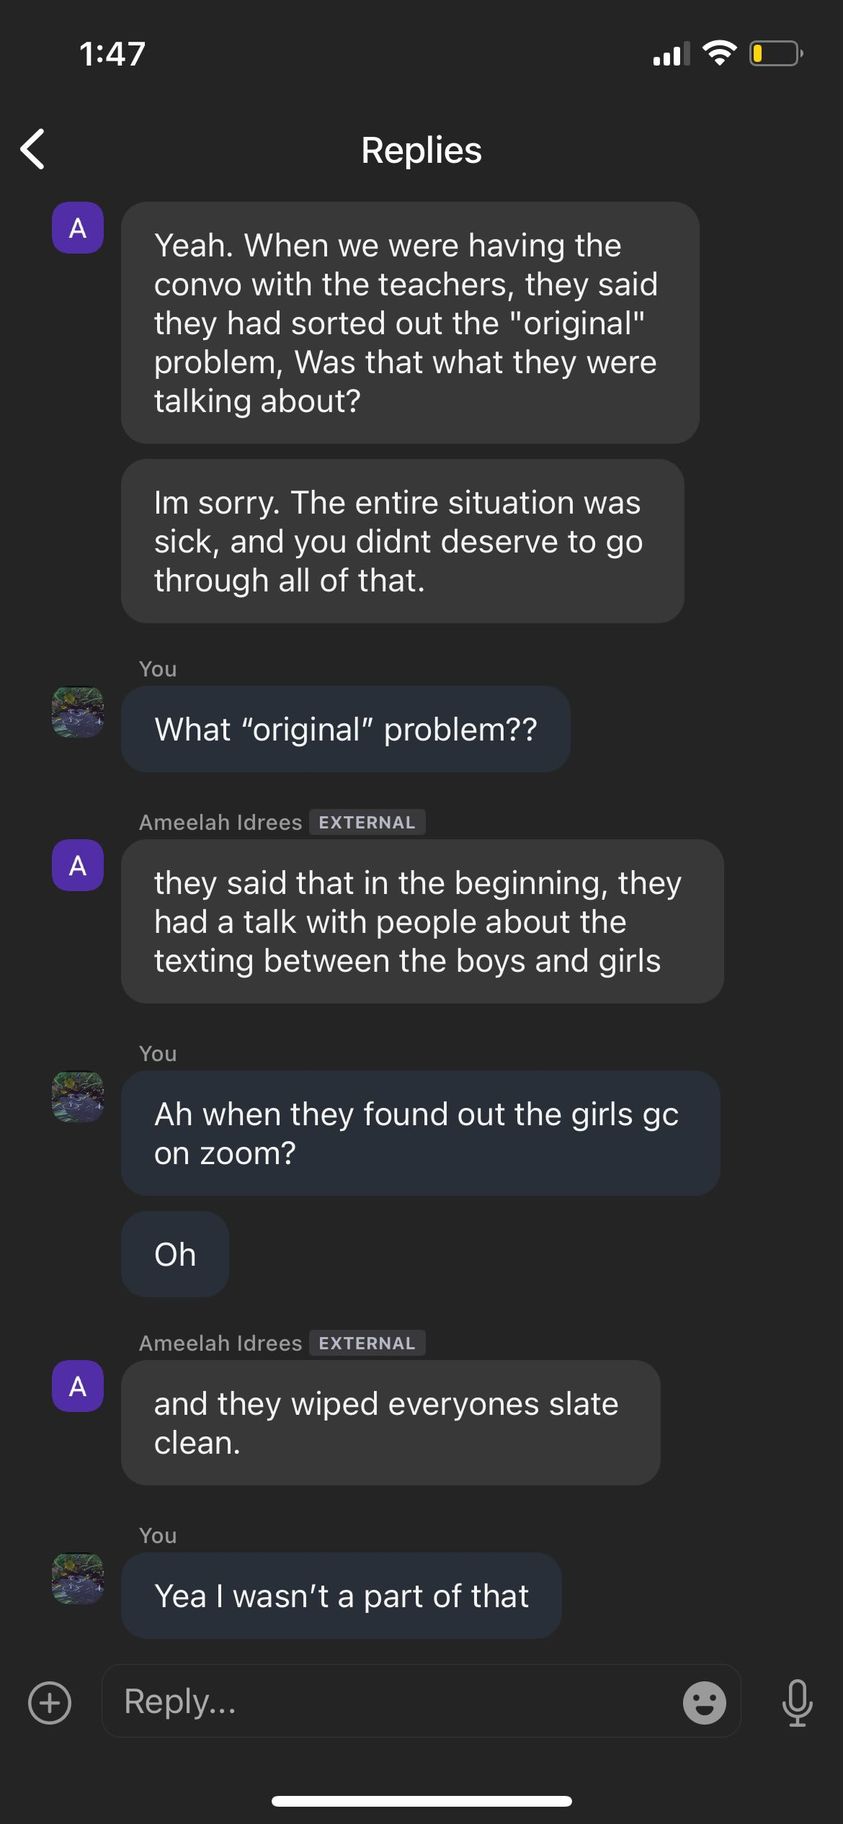 1:47
Replies
A
Yeah. When we were having the
convo with the teachers, they said
they had sorted out the "original"
problem, Was that what they were
talking about?
Im sorry. The entire situation was
sick, and you didnt deserve to go
through all of that.
You
What “original” problem??
Ameelah Idrees EXTERNAL
A
they said that in the beginning, they
had a talk with people about the
texting between the boys and girls
You
Ah when they found out the girls gc
on zoom?
Oh
Ameelah Idrees EXTERNAL
A
and they wiped everyones slate
clean.
You
Yea I wasn’t a part of that
Reply...